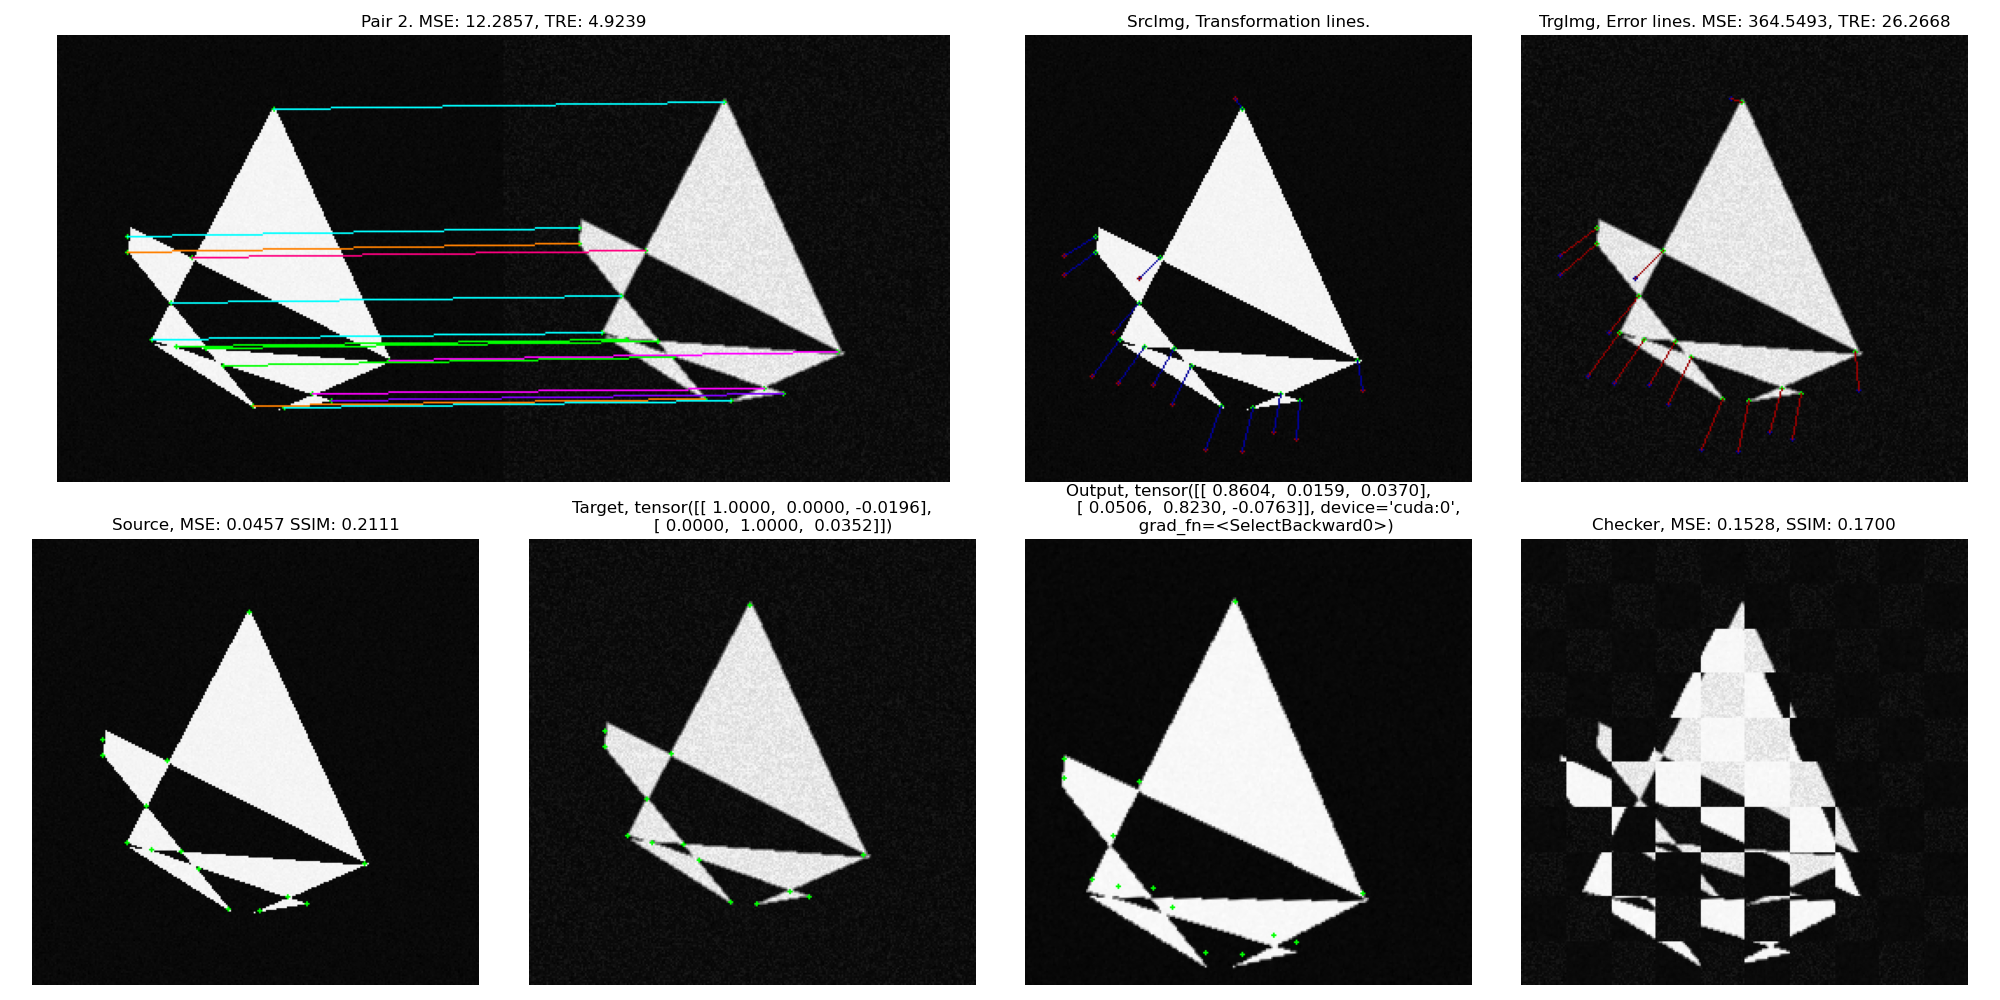 Pair 2. MSE: 12.2857, TRE: 4.9239
SrcImg, Transformation lines.
TrgImg, Error lines. MSE: 364.5493, TRE: 26.2668
Source, MSE: 0.0457 SSIM: 0.2111
Target, tensor([[ 1.0000,  0.0000, -0.0196],
[ 0.0000,  1.0000,  0.0352]])
Output, tensor([[ 0.8604,  0.0159,  0.0370],
[ 0.0506,  0.8230, -0.0763]], device='cuda:0',
grad_fn=<SelectBackward0>)
Checker, MSE: 0.1528, SSIM: 0.1700